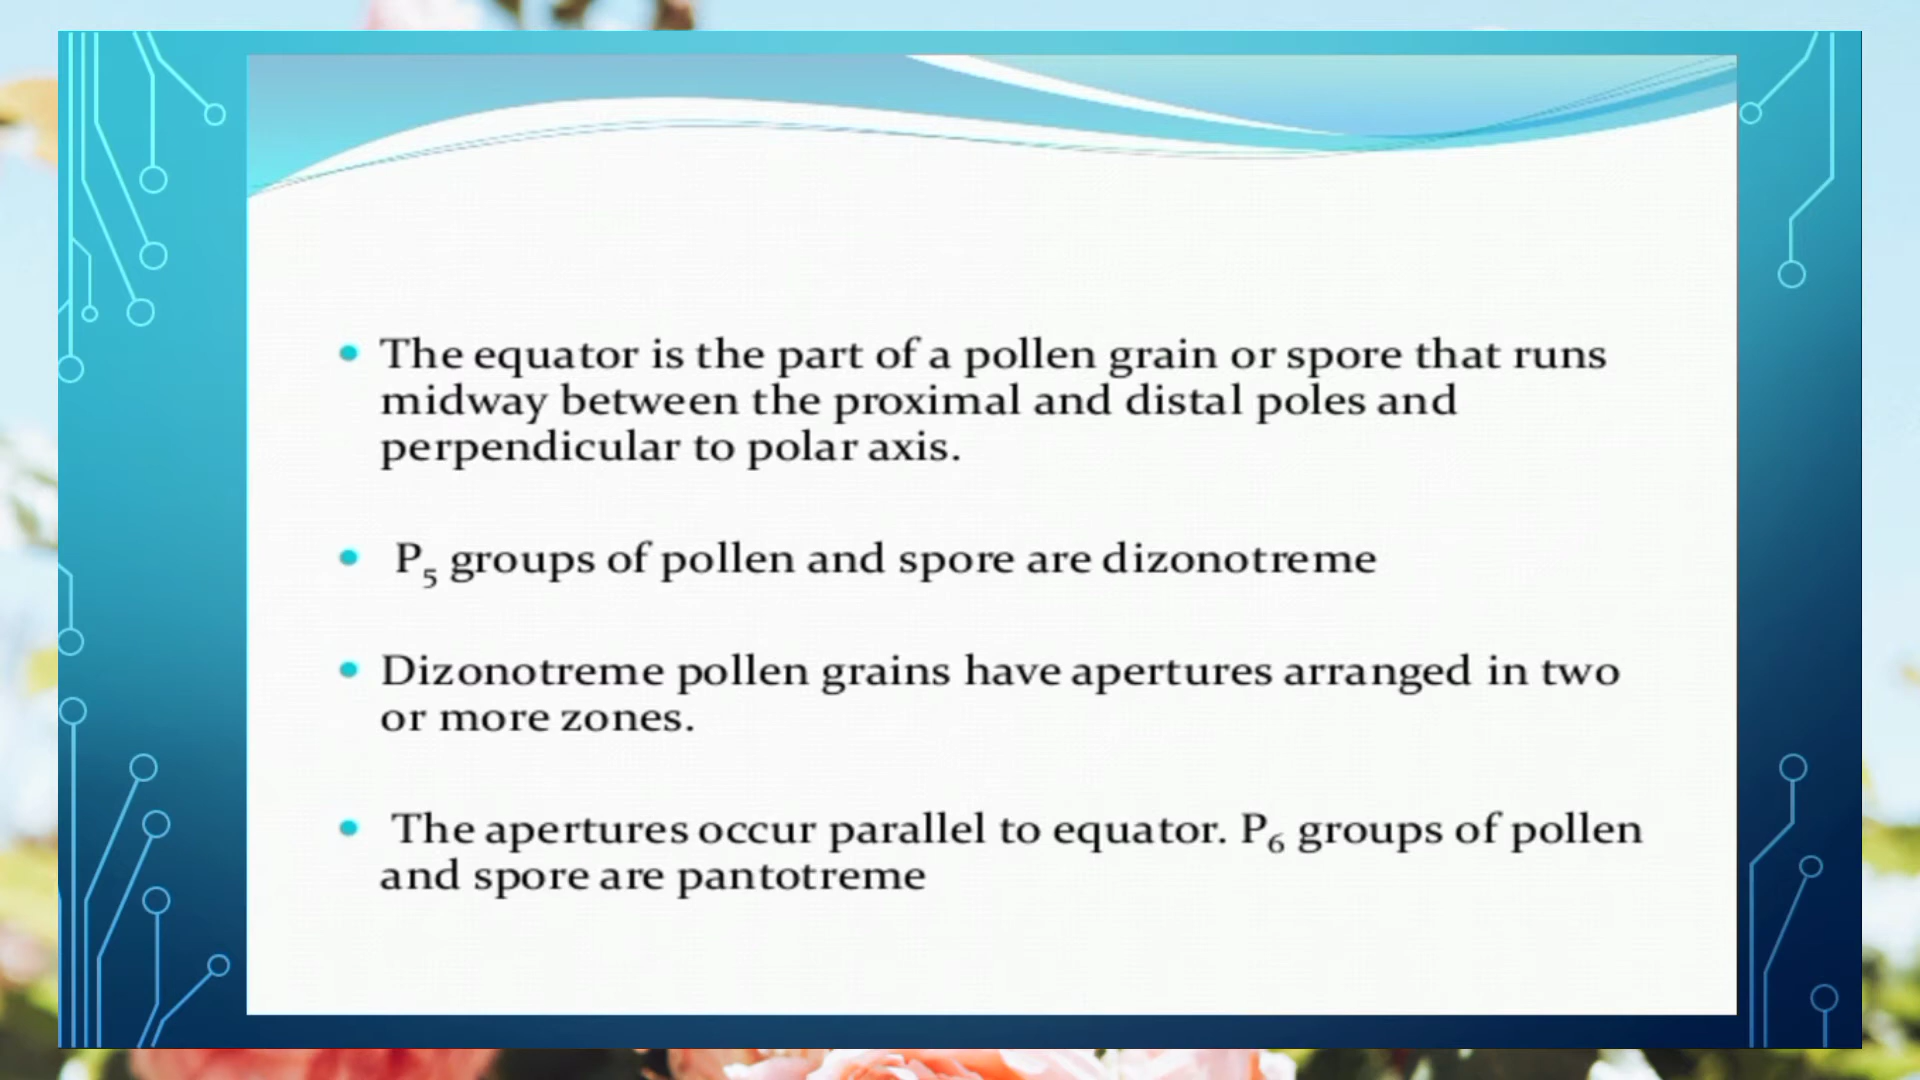 • The equator is the part of a pollen grain or spore that runs
midway between the proximal and distal poles and
perpendicular to polar axis.
• P₅ groups of pollen and spore are dizonotreme
• Dizonotreme pollen grains have apertures arranged in two
or more zones.
• The apertures occur parallel to equator. P₆ groups of pollen
and spore are pantotreme